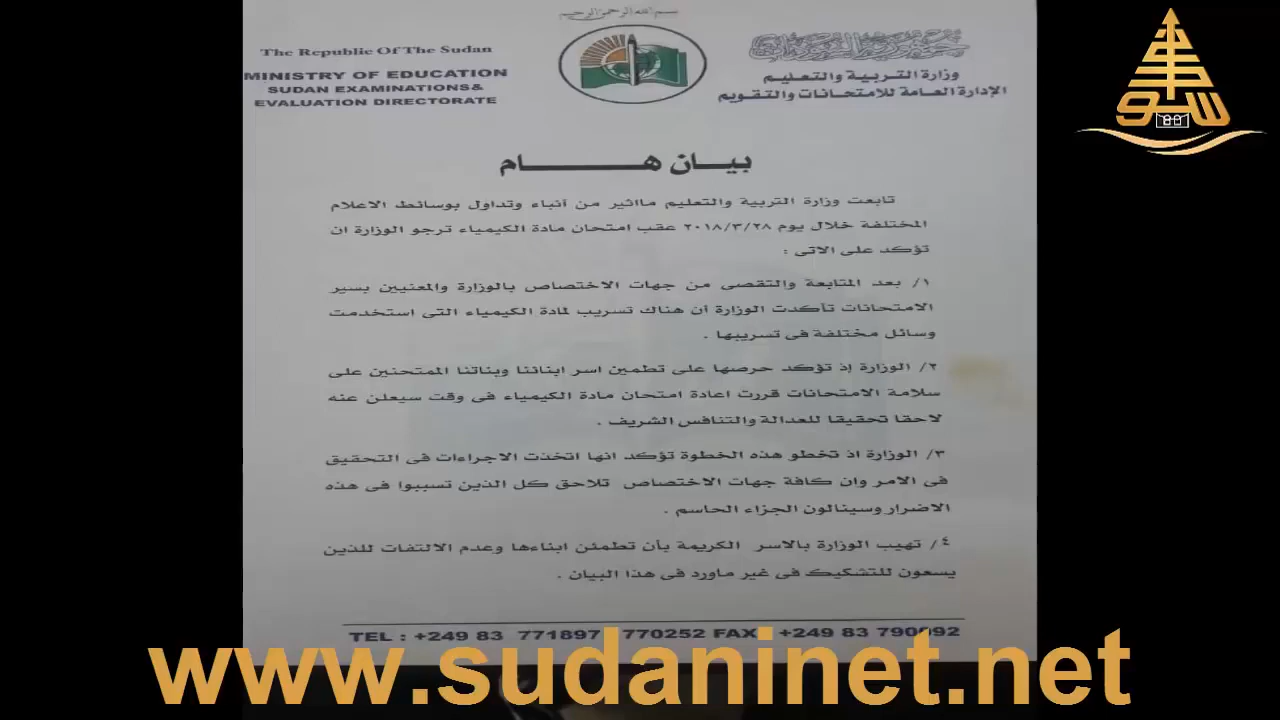 بسم الله الرحمن الرحيم
The Republic Of The Sudan
MINISTRY OF EDUCATION
SUDAN EXAMINATIONS&
EVALUATION DIRECTORATE
جمهورية السودان
وزارة التربية والتعليم
الإدارة العامة للامتحانات والتقويم
سوداني
بيان هـــــــام
تابعت وزارة التربية والتعليم مااثير من أنباء وتداول بوسائط الاعلام
المختلفة خلال يوم ٢٠١٨/٣/٢٨ عقب امتحان مادة الكيمياء ترجو الوزارة ان
تؤكد على الاتى :
١/ بعد المتابعة والتقصى من جهات الاختصاص بالوزارة والمعنيين بسير
الامتحانات تأكدت الوزارة أن هناك تسريب لمادة الكيمياء التى استخدمت
وسائل مختلفة فى تسريبها .
٢/ الوزارة إذ تؤكد حرصها على تطمين اسر ابنائنا وبناتنا الممتحنين على
سلامة الامتحانات قررت اعادة امتحان مادة الكيمياء فى وقت سيعلن عنه
لاحقا تحقيقا للعدالة والتنافس الشريف .
٣/ الوزارة اذ تخطو هذه الخطوة تؤكد انها اتخذت الاجراءات فى التحقيق
فى الامر وان كافة جهات الاختصاص تلاحق كل الذين تسببوا فى هذه
الاضرار وسينالون الجزاء الحاسم .
٤/ تهيب الوزارة بالاسر الكريمة بأن تطمئن ابناءها وعدم الالتفات للذين
يسعون للتشكيك فى غير ماورد فى هذا البيان .
TEL : +249 83 771897 770252 FAX : +249 83 790092
www.sudaninet.net